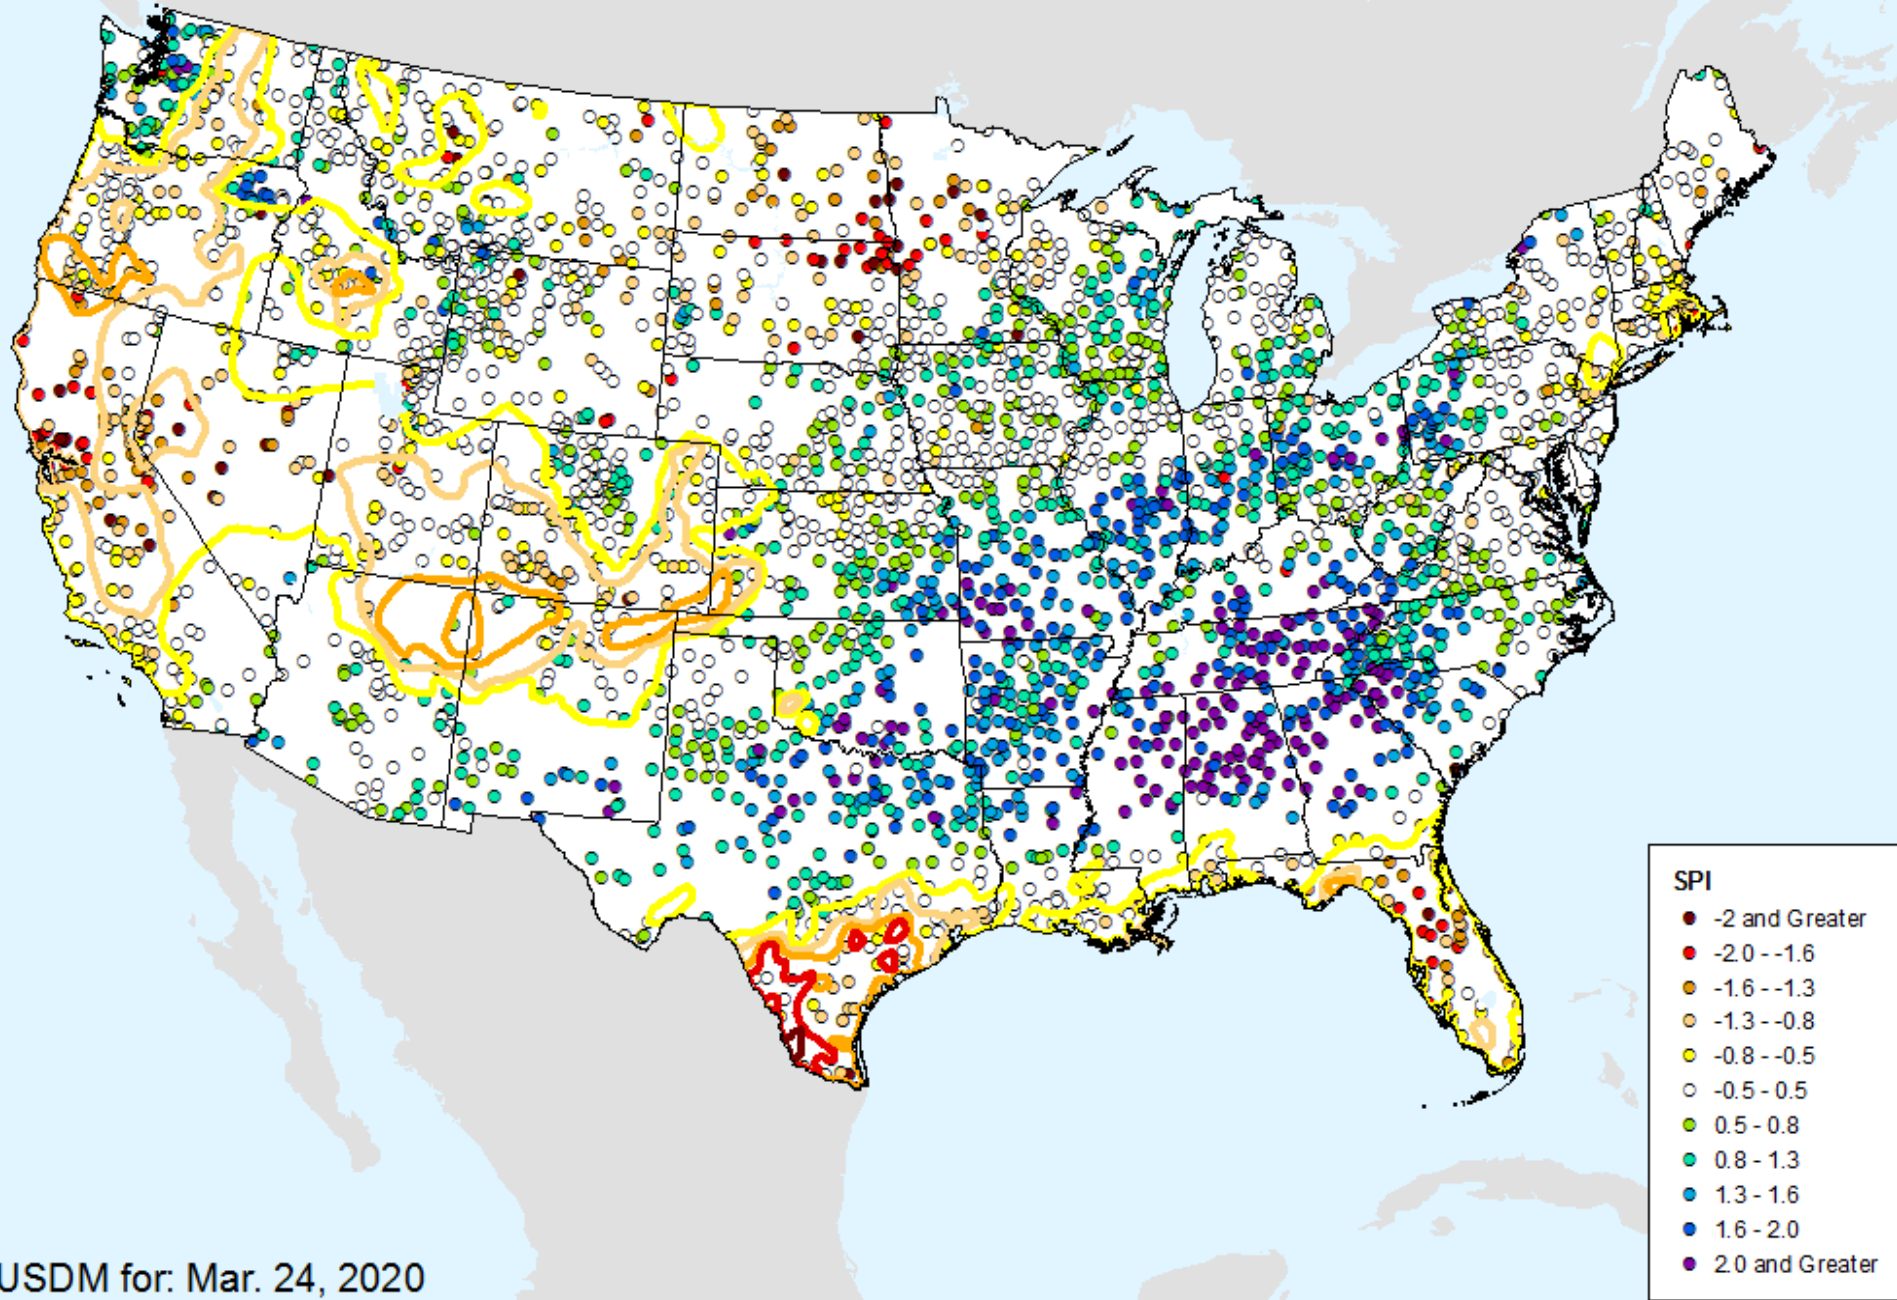 SPI
-2 and Greater
-2.0 - -1.6
-1.6 - -1.3
-1.3 - -0.8
-0.8 - -0.5
-0.5 - 0.5
0.5 - 0.8
0.8 - 1.3
1.3 - 1.6
1.6 - 2.0
2.0 and Greater
USDM for: Mar. 24, 2020